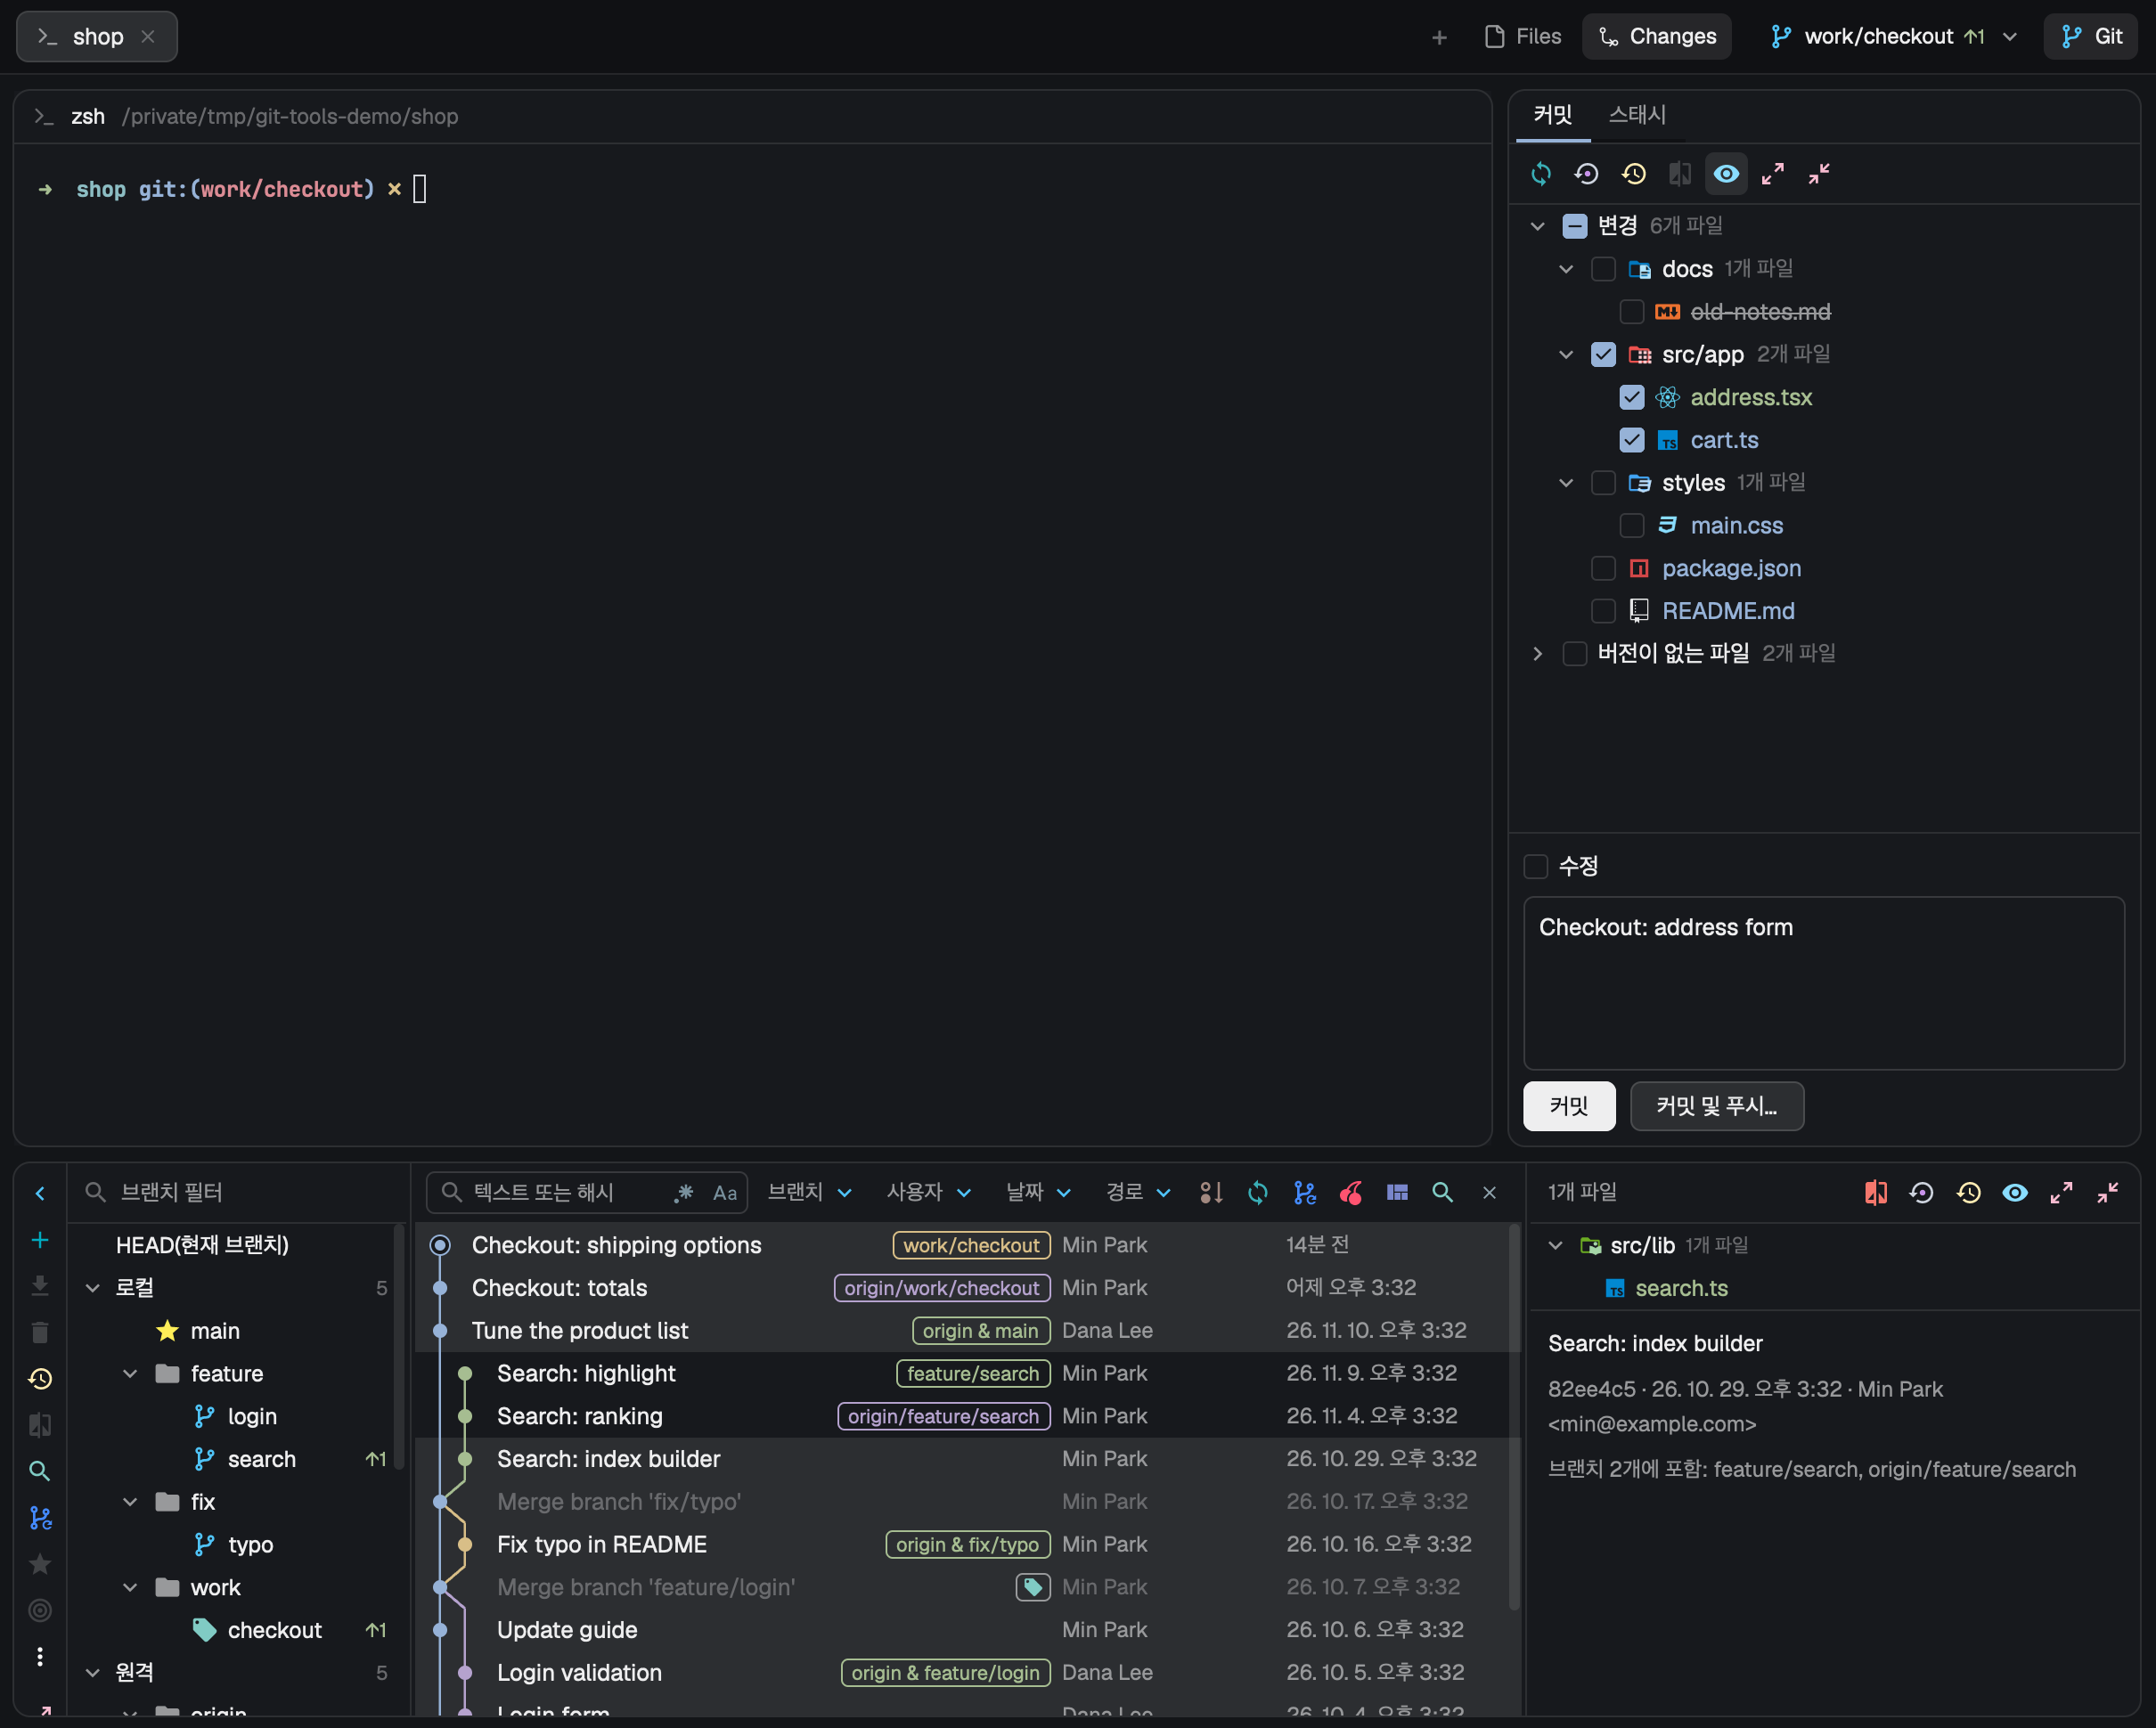 shop
Files
Changes
work/checkout ↑1
Git
zsh /private/tmp/git-tools-demo/shop
→ shop git:(work/checkout) ×
커밋 스태시
변경 6개 파일
docs 1개 파일
old-notes.md
src/app 2개 파일
address.tsx
cart.ts
styles 1개 파일
main.css
package.json
README.md
버전이 없는 파일 2개 파일
수정
Checkout: address form
커밋
커밋 및 푸시...
브랜치 필터
HEAD(현재 브랜치)
로컬 5
main
feature
login
search ↑1
fix
typo
work
checkout ↑1
원격 5
origin
텍스트 또는 해시 .* Aa 브랜치 사용자 날짜 경로
Checkout: shipping options work/checkout Min Park 14분 전
Checkout: totals origin/work/checkout Min Park 어제 오후 3:32
Tune the product list origin & main Dana Lee 26. 11. 10. 오후 3:32
Search: highlight feature/search Min Park 26. 11. 9. 오후 3:32
Search: ranking origin/feature/search Min Park 26. 11. 4. 오후 3:32
Search: index builder Min Park 26. 10. 29. 오후 3:32
Merge branch 'fix/typo' Min Park 26. 10. 17. 오후 3:32
Fix typo in README origin & fix/typo Min Park 26. 10. 16. 오후 3:32
Merge branch 'feature/login' Min Park 26. 10. 7. 오후 3:32
Update guide Min Park 26. 10. 6. 오후 3:32
Login validation origin & feature/login Dana Lee 26. 10. 5. 오후 3:32
Login form Dana Lee 26. 10. 4. 오후 3:32
1개 파일
src/lib 1개 파일
search.ts
Search: index builder
82ee4c5 · 26. 10. 29. 오후 3:32 · Min Park
<min@example.com>
브랜치 2개에 포함: feature/search, origin/feature/search